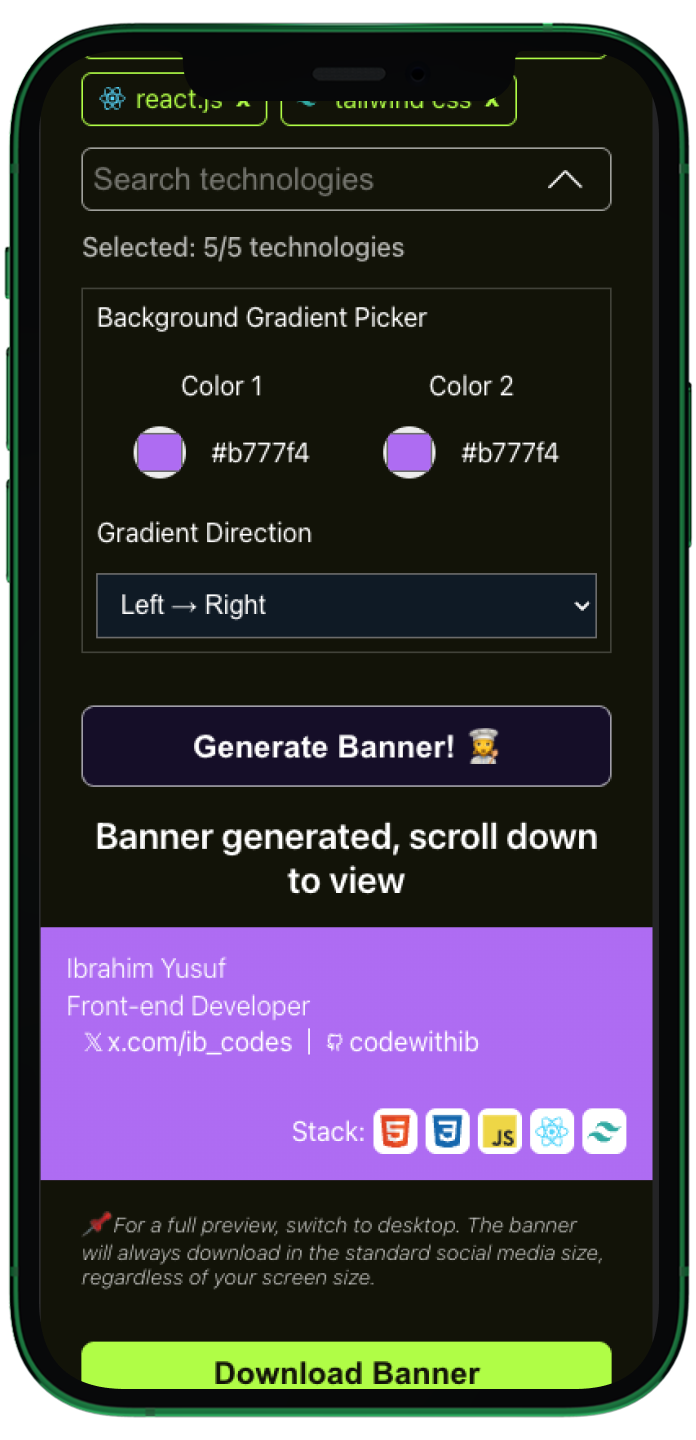 react.js x tailwind css x
Search technologies
Selected: 5/5 technologies
Background Gradient Picker
Color 1 Color 2
#b777f4 #b777f4
Gradient Direction
Left → Right
Generate Banner! 👩‍🍳
Banner generated, scroll down
to view
Ibrahim Yusuf
Front-end Developer
𝕏 x.com/ib_codes | codewithib
Stack: 5 3 JS
📌For a full preview, switch to desktop. The banner
will always download in the standard social media size,
regardless of your screen size.
Download Banner